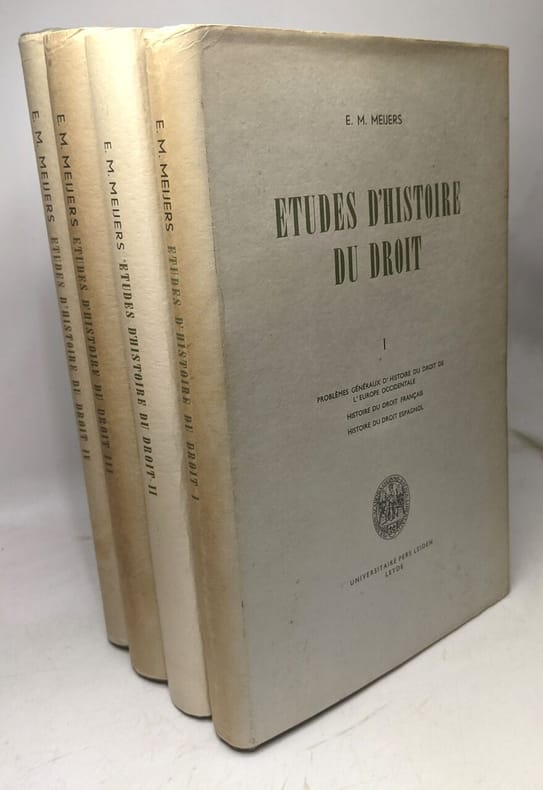 E. M. MEIJERS
ETUDES D'HISTOIRE
DU DROIT
I
PROBLÈMES GÉNÉRAUX D'HISTOIRE DU DROIT DE
L'EUROPE OCCIDENTALE
HISTOIRE DU DROIT FRANÇAIS
HISTOIRE DU DROIT ESPAGNOL
UNIVERSITAIRE PERS LEIDEN
LEYDE
E. M. MEIJERS ETUDES D'HISTOIRE DU DROIT IV
E. M. MEIJERS ETUDES D'HISTOIRE DU DROIT III
E. M. MEIJERS ETUDES D'HISTOIRE DU DROIT II
E. M. MEIJERS ETUDES D'HISTOIRE DU DROIT I